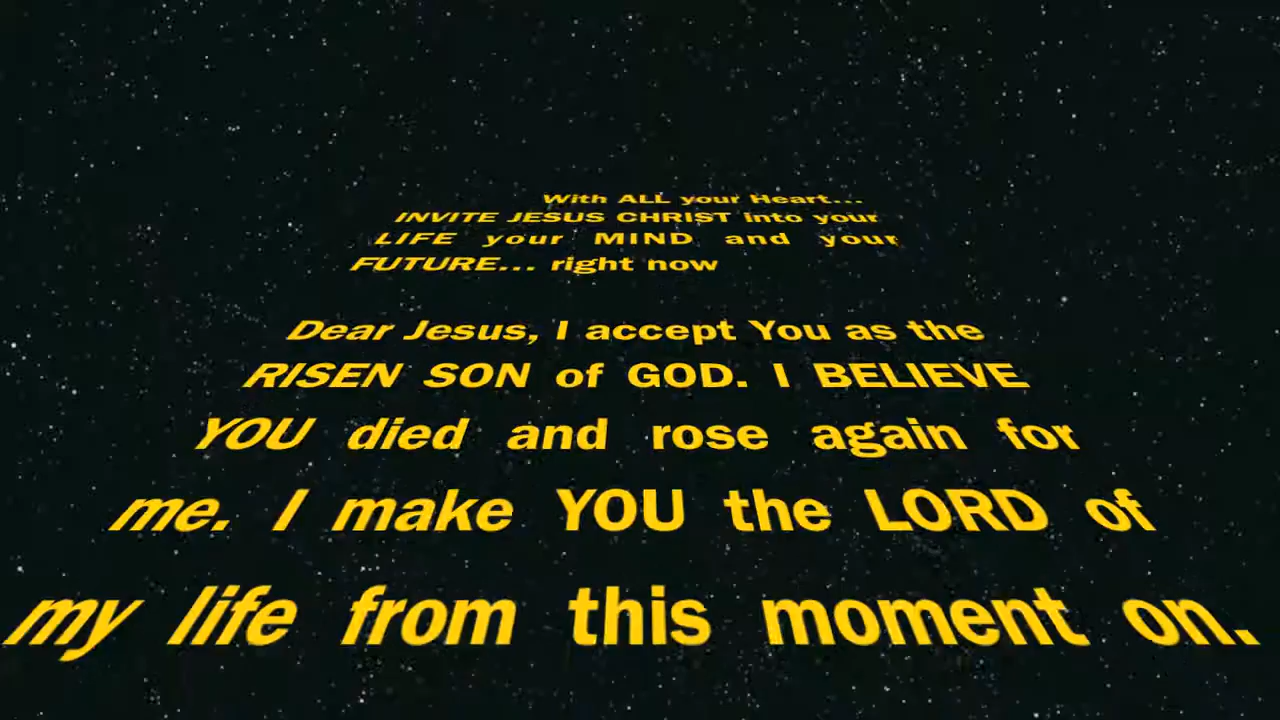 With ALL your Heart...
INVITE JESUS CHRIST into your
LIFE your MIND and your
FUTURE... right now
Dear Jesus, I accept You as the
RISEN SON of GOD. I BELIEVE
YOU died and rose again for
me. I make YOU the LORD of
my life from this moment on.